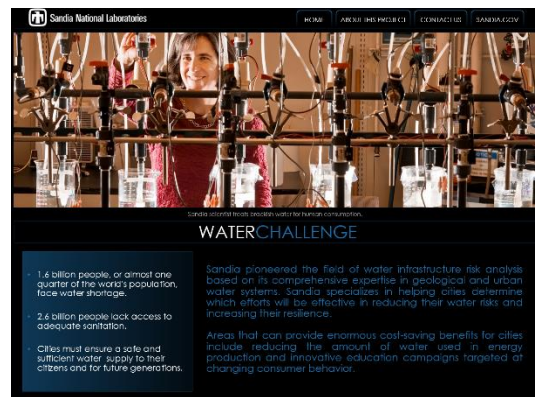 Sandia National Laboratories
HOME ABOUT THIS PROJECT CONTACT US SANDIA.GOV
Sandia scientist treats brackish water for human consumption.
WATERCHALLENGE
1.6 billion people, or almost one
quarter of the world's population,
face water shortage.
2.6 billion people lack access to
adequate sanitation.
Cities must ensure a safe and
sufficient water supply to their
citizens and for future generations.
Sandia pioneered the field of water infrastructure risk analysis
based on its comprehensive expertise in geological and urban
water systems. Sandia specializes in helping cities determine
which efforts will be effective in reducing their water risks and
increasing their resilience.
Areas that can provide enormous cost-saving benefits for cities
include reducing the amount of water used in energy
production and innovative education campaigns targeted at
changing consumer behavior.